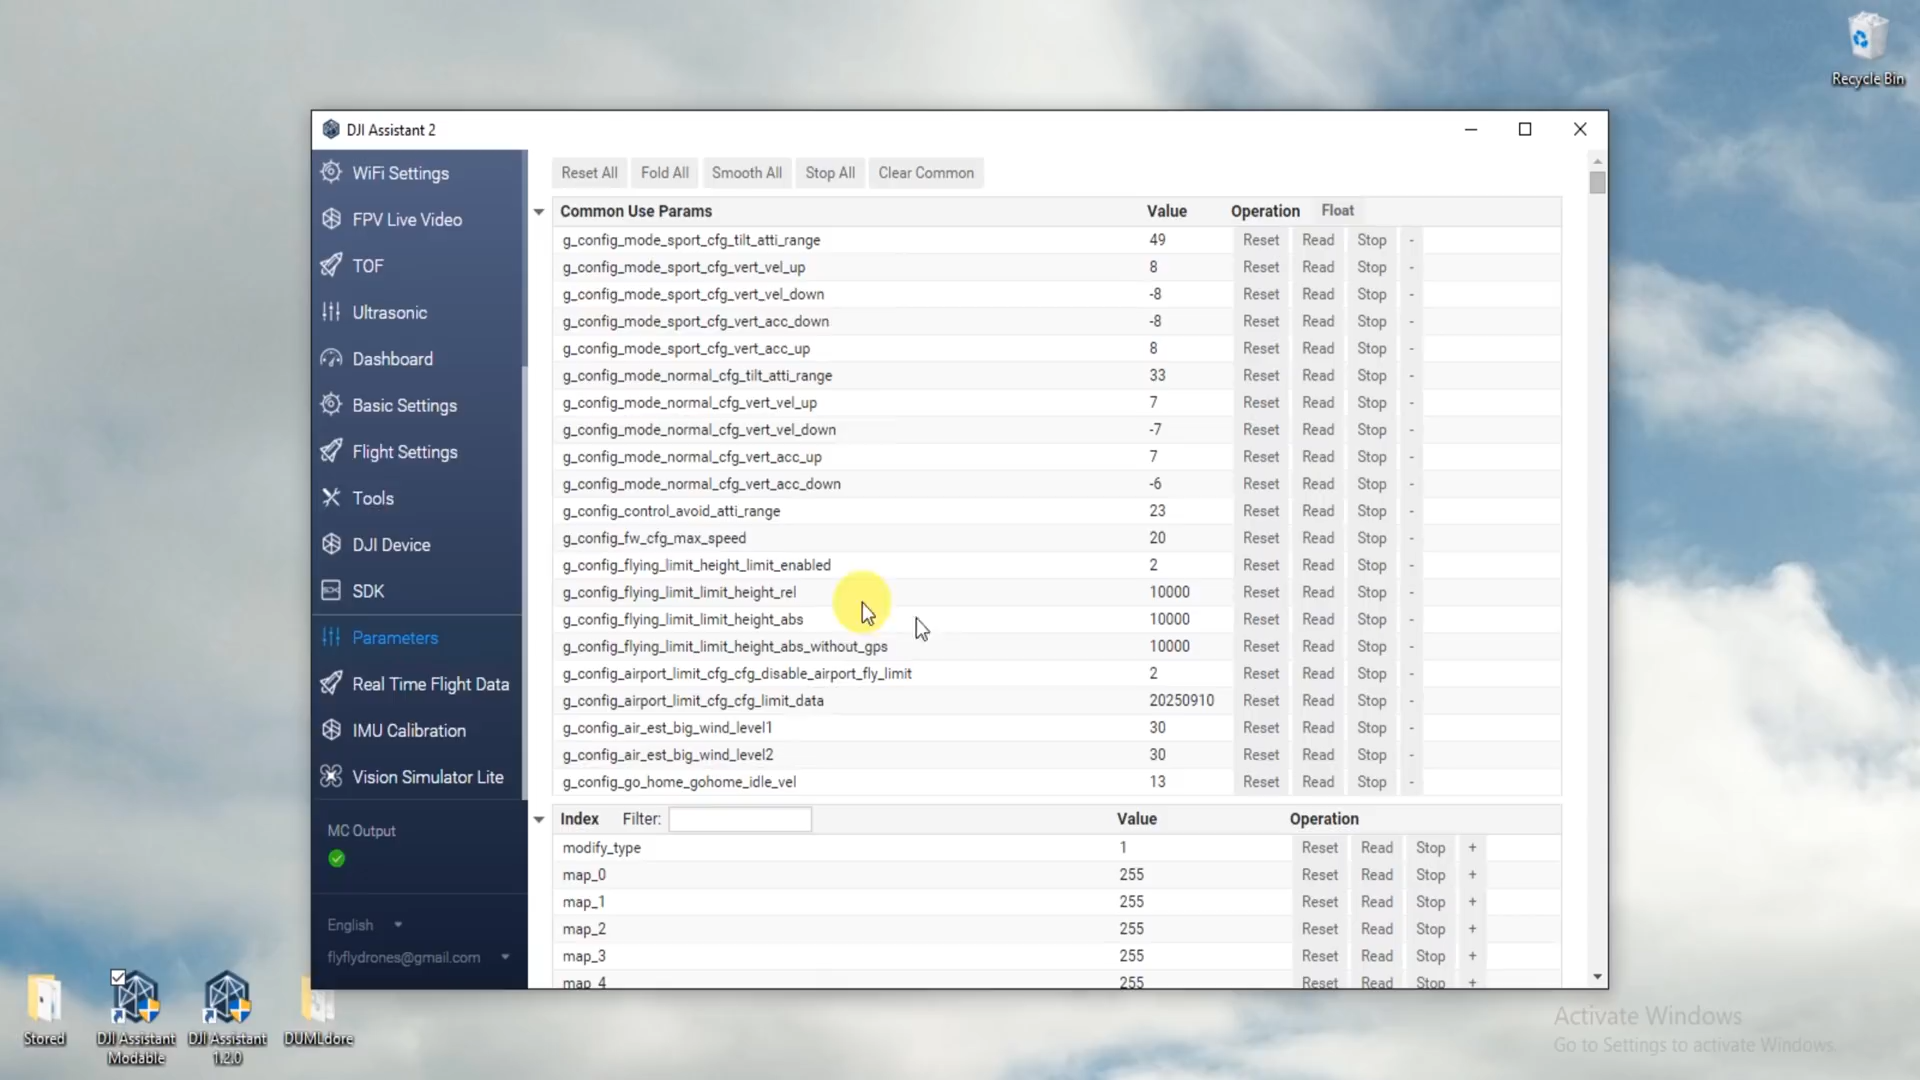 Recycle Bin
DJI Assistant 2
WiFi Settings
FPV Live Video
TOF
Ultrasonic
Dashboard
Basic Settings
Flight Settings
Tools
DJI Device
SDK
Parameters
Real Time Flight Data
IMU Calibration
Vision Simulator Lite
MC Output
English
flyflydrones@gmail.com
Reset All Fold All Smooth All Stop All Clear Common
Common Use Params Value Operation Float
g_config_mode_sport_cfg_tilt_atti_range 49 Reset Read Stop -
g_config_mode_sport_cfg_vert_vel_up 8 Reset Read Stop -
g_config_mode_sport_cfg_vert_vel_down -8 Reset Read Stop -
g_config_mode_sport_cfg_vert_acc_down -8 Reset Read Stop -
g_config_mode_sport_cfg_vert_acc_up 8 Reset Read Stop -
g_config_mode_normal_cfg_tilt_atti_range 33 Reset Read Stop -
g_config_mode_normal_cfg_vert_vel_up 7 Reset Read Stop -
g_config_mode_normal_cfg_vert_vel_down -7 Reset Read Stop -
g_config_mode_normal_cfg_vert_acc_up 7 Reset Read Stop -
g_config_mode_normal_cfg_vert_acc_down -6 Reset Read Stop -
g_config_control_avoid_atti_range 23 Reset Read Stop -
g_config_fw_cfg_max_speed 20 Reset Read Stop -
g_config_flying_limit_height_limit_enabled 2 Reset Read Stop -
g_config_flying_limit_limit_height_rel 10000 Reset Read Stop -
g_config_flying_limit_limit_height_abs 10000 Reset Read Stop -
g_config_flying_limit_limit_height_abs_without_gps 10000 Reset Read Stop -
g_config_airport_limit_cfg_cfg_disable_airport_fly_limit 2 Reset Read Stop -
g_config_airport_limit_cfg_cfg_limit_data 20250910 Reset Read Stop -
g_config_air_est_big_wind_level1 30 Reset Read Stop -
g_config_air_est_big_wind_level2 30 Reset Read Stop -
g_config_go_home_gohome_idle_vel 13 Reset Read Stop -
Index Filter: Value Operation
modify_type 1 Reset Read Stop +
map_0 255 Reset Read Stop +
map_1 255 Reset Read Stop +
map_2 255 Reset Read Stop +
map_3 255 Reset Read Stop +
map_4 255 Reset Read Stop +
Stored
DJI Assistant
Modable
DJI Assistant
1.2.0
DUMLdore
Activate Windows
Go to Settings to activate Windows.